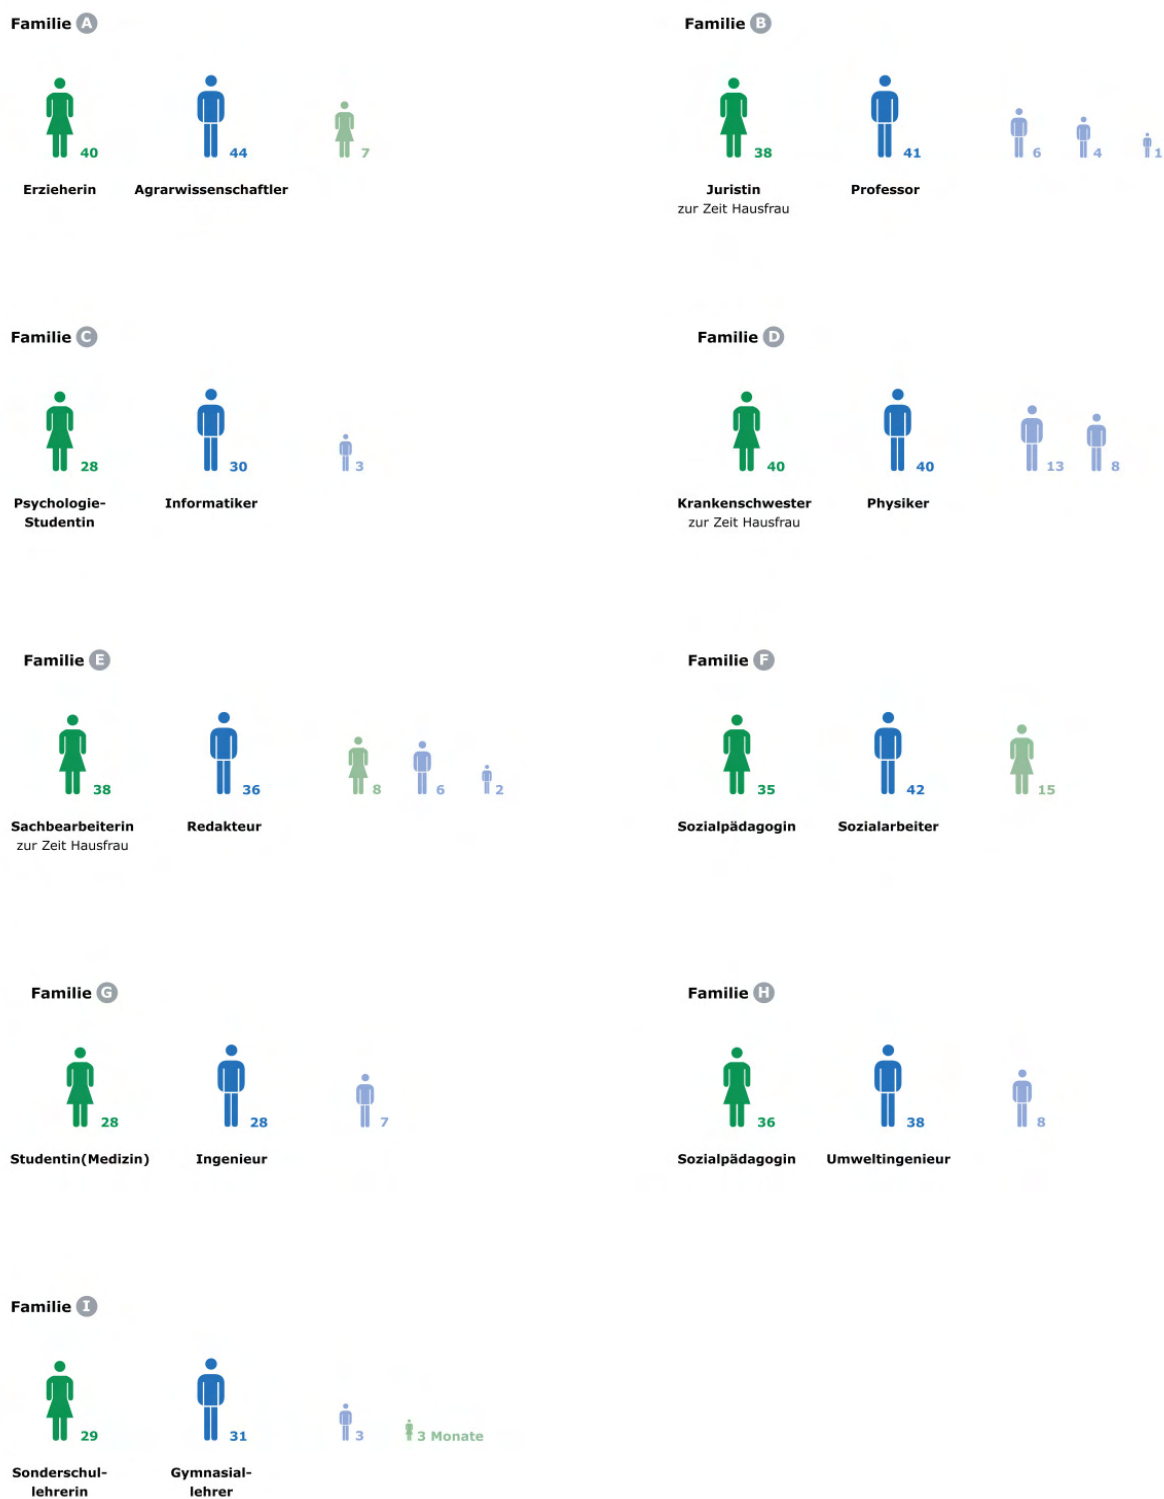 Familie A
40
44
7
Erzieherin
Agrarwissenschaftler
Familie B
38
41
6
4
1
Juristin
zur Zeit Hausfrau
Professor
Familie C
28
30
3
Psychologie-
Studentin
Informatiker
Familie D
40
40
13
8
Krankenschwester
zur Zeit Hausfrau
Physiker
Familie E
38
36
8
6
2
Sachbearbeiterin
zur Zeit Hausfrau
Redakteur
Familie F
35
42
15
Sozialpädagogin
Sozialarbeiter
Familie G
28
28
7
Studentin(Medizin)
Ingenieur
Familie H
36
38
8
Sozialpädagogin
Umweltingenieur
Familie I
29
31
3
3 Monate
Sonderschul-
lehrerin
Gymnasial-
lehrer